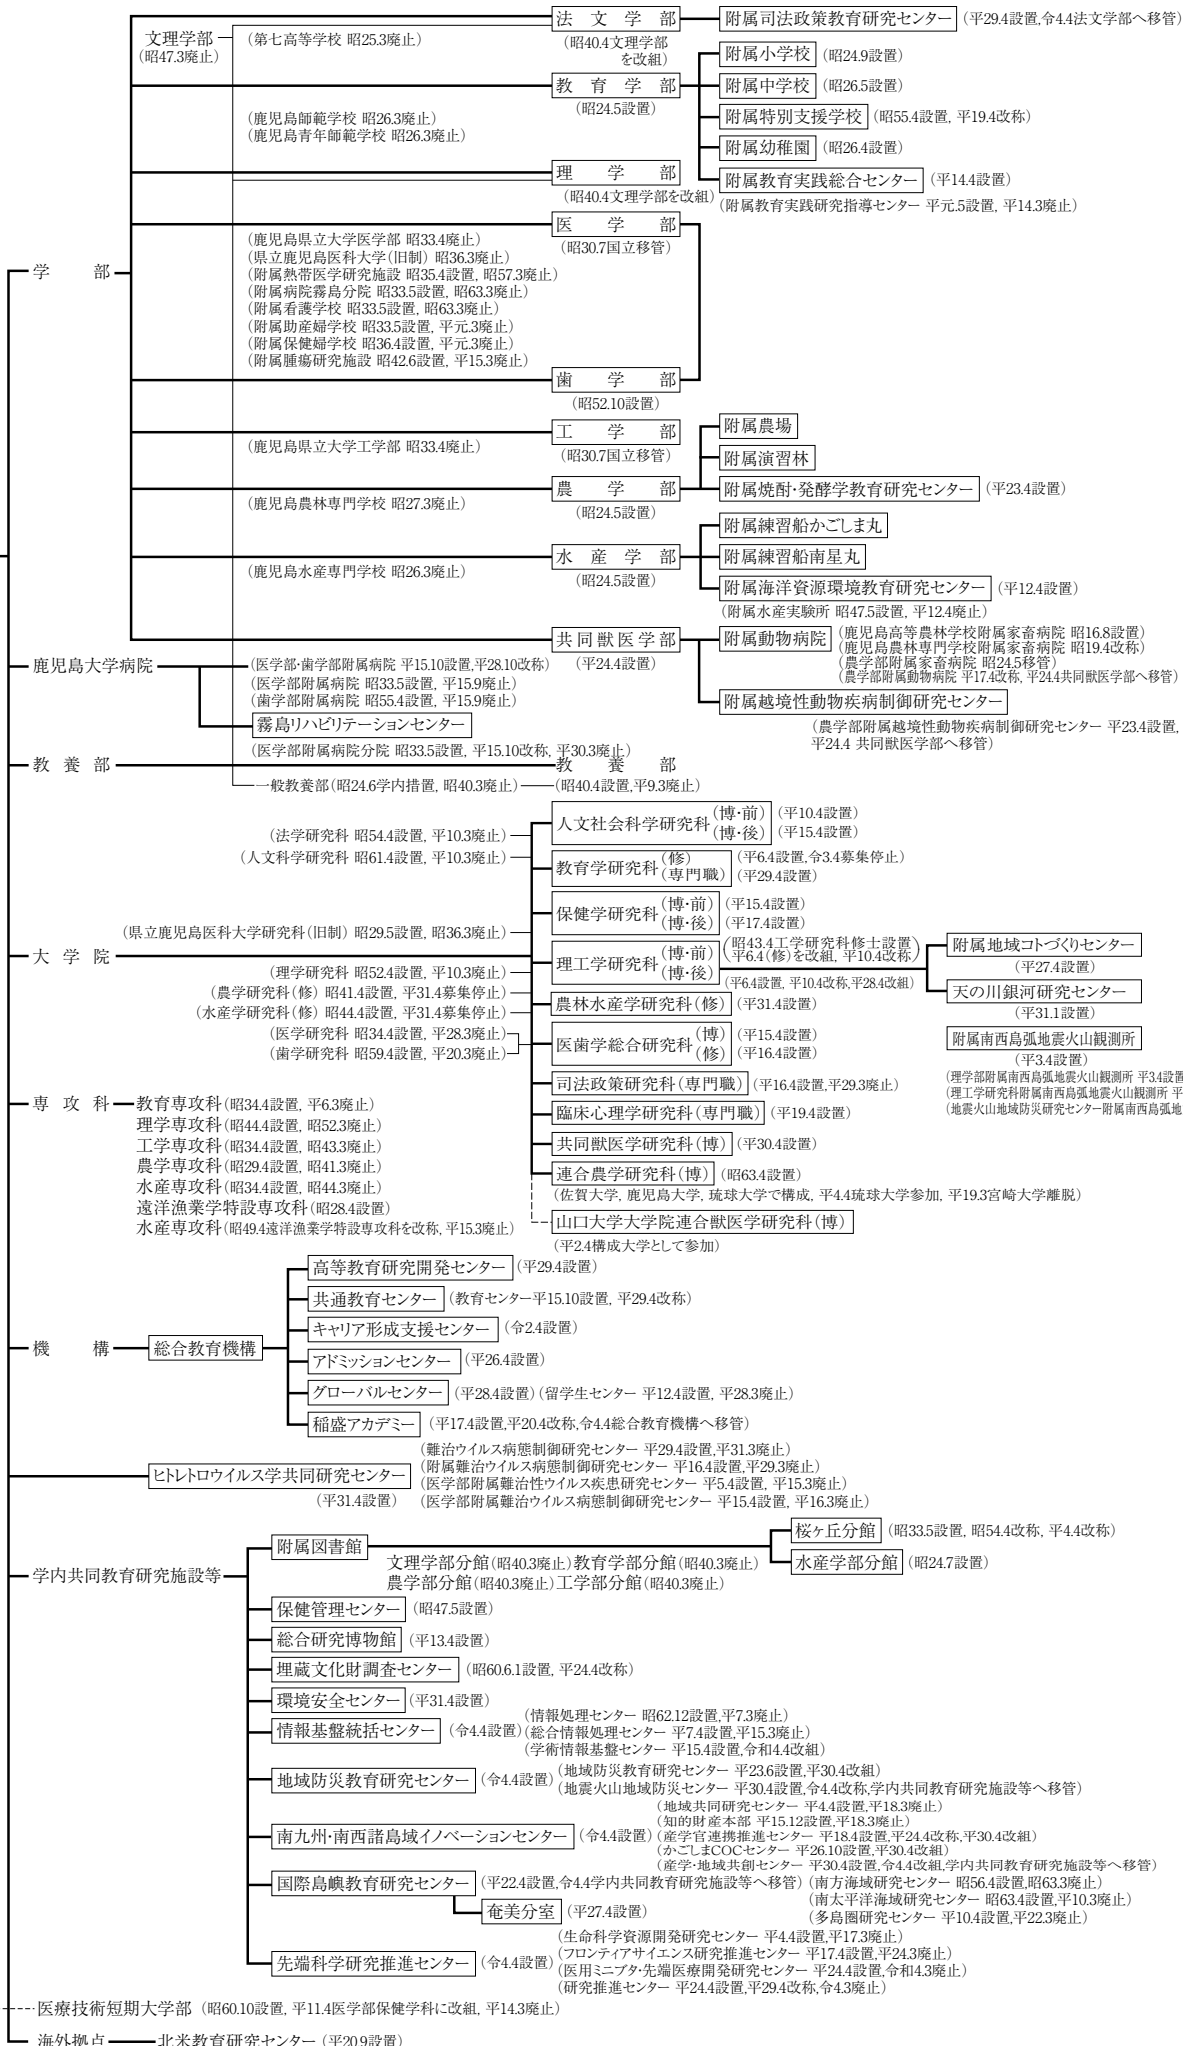 法文学部
附属司法政策教育研究センター (平29.4設置,令4.4法文学部へ移管)
文理学部
(昭47.3廃止)
(第七高等学校 昭25.3廃止)
(昭40.4文理学部
を改組)
附属小学校 (昭24.9設置)
教育学部
附属中学校 (昭26.5設置)
(昭24.5設置)
(鹿児島師範学校 昭26.3廃止)
(鹿児島青年師範学校 昭26.3廃止)
附属特別支援学校 (昭55.4設置, 平19.4改称)
附属幼稚園 (昭26.4設置)
理学部
附属教育実践総合センター (平14.4設置)
(昭40.4文理学部を改組)
(附属教育実践研究指導センター 平元.5設置, 平14.3廃止)
医学部
(昭30.7国立移管)
(鹿児島県立大学医学部 昭33.4廃止)
(県立鹿児島医科大学(旧制) 昭36.3廃止)
(附属熱帯医学研究施設 昭35.4設置, 昭57.3廃止)
(附属病院霧島分院 昭33.5設置, 昭63.3廃止)
(附属看護学校 昭33.5設置, 昭63.3廃止)
(附属助産婦学校 昭33.5設置, 平元.3廃止)
(附属保健婦学校 昭36.4設置, 平元.3廃止)
(附属腫瘍研究施設 昭42.6設置, 平15.3廃止)
学部
歯学部
(昭52.10設置)
工学部
(昭30.7国立移管)
(鹿児島県立大学工学部 昭33.4廃止)
附属農場
附属演習林
農学部
附属焼酎・発酵学教育研究センター (平23.4設置)
(昭24.5設置)
(鹿児島農林専門学校 昭27.3廃止)
附属練習船かごしま丸
水産学部
附属練習船南星丸
(昭24.5設置)
(鹿児島水産専門学校 昭26.3廃止)
附属海洋資源環境教育研究センター (平12.4設置)
(附属水産実験所 昭47.5設置, 平12.4廃止)
共同獣医学部
(平24.4設置)
附属動物病院
(鹿児島高等農林学校附属家畜病院 昭16.8設置)
(鹿児島農林専門学校附属家畜病院 昭19.4改称)
(農学部附属家畜病院 昭24.5移管)
(農学部附属動物病院 平17.4改称, 平24.4共同獣医学部へ移管)
附属越境性動物疾病制御研究センター
(農学部附属越境性動物疾病制御研究センター 平23.4設置,
平24.4 共同獣医学部へ移管)
鹿児島大学病院
(医学部・歯学部附属病院 平15.10設置,平28.10改称)
(医学部附属病院 昭33.5設置, 平15.9廃止)
(歯学部附属病院 昭55.4設置, 平15.9廃止)
霧島リハビリテーションセンター
(医学部附属病院分院 昭33.5設置, 平15.10改称, 平30.3廃止)
教養部
教養部
一般教養部(昭24.6学内措置, 昭40.3廃止)
(昭40.4設置,平9.3廃止)
大学院
(法学研究科 昭54.4設置, 平10.3廃止)
(人文科学研究科 昭61.4設置, 平10.3廃止)
人文社会科学研究科 (博・前) (平10.4設置)
(博・後) (平15.4設置)
教育学研究科 (修) (平6.4設置,令3.4募集停止)
(専門職) (平29.4設置)
保健学研究科 (博・前) (平15.4設置)
(博・後) (平17.4設置)
(県立鹿児島医科大学研究科(旧制) 昭29.5設置, 昭36.3廃止)
理工学研究科 (博・前) (昭43.4工学研究科修士設置
平6.4(修)を改組, 平10.4改称)
(博・後)
(平6.4設置, 平10.4改称,平28.4改組)
附属地域コトづくりセンター
(平27.4設置)
天の川銀河研究センター
(平31.1設置)
附属南西島弧地震火山観測所
(平3.4設置)
(理学部附属南西島弧地震火山観測所 平3.4設置
(理工学研究科附属南西島弧地震火山観測所 平
(地震火山地域防災研究センター附属南西島弧地
(理学研究科 昭52.4設置, 平10.3廃止)
(農学研究科(修) 昭41.4設置, 平31.4募集停止)
(水産学研究科(修) 昭44.4設置, 平31.4募集停止)
農林水産学研究科(修) (平31.4設置)
(医学研究科 昭34.4設置, 平28.3廃止)
(歯学研究科 昭59.4設置, 平20.3廃止)
医歯学総合研究科 (博) (平15.4設置)
(修) (平16.4設置)
司法政策研究科(専門職) (平16.4設置,平29.3廃止)
臨床心理学研究科(専門職) (平19.4設置)
共同獣医学研究科(博) (平30.4設置)
連合農学研究科(博) (昭63.4設置)
(佐賀大学, 鹿児島大学, 琉球大学で構成, 平4.4琉球大学参加, 平19.3宮崎大学離脱)
山口大学大学院連合獣医学研究科(博)
(平2.4構成大学として参加)
専攻科
教育専攻科(昭34.4設置, 平6.3廃止)
理学専攻科(昭44.4設置, 昭52.3廃止)
工学専攻科(昭34.4設置, 昭43.3廃止)
農学専攻科(昭29.4設置, 昭41.3廃止)
水産専攻科(昭34.4設置, 昭44.3廃止)
遠洋漁業学特設専攻科(昭28.4設置)
水産専攻科(昭49.4遠洋漁業学特設専攻科を改称, 平15.3廃止)
機構
総合教育機構
高等教育研究開発センター (平29.4設置)
共通教育センター (教育センター平15.10設置, 平29.4改称)
キャリア形成支援センター (令2.4設置)
アドミッションセンター (平26.4設置)
グローバルセンター (平28.4設置)(留学生センター 平12.4設置, 平28.3廃止)
稲盛アカデミー (平17.4設置,平20.4改称,令4.4総合教育機構へ移管)
ヒトレトロウイルス学共同研究センター
(平31.4設置)
(難治ウイルス病態制御研究センター 平29.4設置,平31.3廃止)
(附属難治ウイルス病態制御研究センター 平16.4設置,平29.3廃止)
(医学部附属難治性ウイルス疾患研究センター 平5.4設置, 平15.3廃止)
(医学部附属難治ウイルス病態制御研究センター 平15.4設置, 平16.3廃止)
学内共同教育研究施設等
附属図書館
桜ヶ丘分館 (昭33.5設置, 昭54.4改称, 平4.4改称)
水産学部分館 (昭24.7設置)
文理学部分館(昭40.3廃止)教育学部分館(昭40.3廃止)
農学部分館(昭40.3廃止)工学部分館(昭40.3廃止)
保健管理センター (昭47.5設置)
総合研究博物館 (平13.4設置)
埋蔵文化財調査センター (昭60.6.1設置, 平24.4改称)
環境安全センター (平31.4設置)
情報基盤統括センター (令4.4設置)
(情報処理センター 昭62.12設置,平7.3廃止)
(総合情報処理センター 平7.4設置,平15.3廃止)
(学術情報基盤センター 平15.4設置,令和4.4改組)
地域防災教育研究センター (令4.4設置)
(地域防災教育研究センター 平23.6設置,平30.4改組)
(地震火山地域防災センター 平30.4設置,令4.4改称,学内共同教育研究施設等へ移管)
南九州・南西諸島域イノベーションセンター (令4.4設置)
(地域共同研究センター 平4.4設置,平18.3廃止)
(知的財産本部 平15.12設置,平18.3廃止)
(産学官連携推進センター 平18.4設置,平24.4改称,平30.4改組)
(かごしまCOCセンター 平26.10設置,平30.4改組)
(産学・地域共創センター 平30.4設置,令4.4改組,学内共同教育研究施設等へ移管)
国際島嶼教育研究センター (平22.4設置,令4.4学内共同教育研究施設等へ移管)
(南方海域研究センター 昭56.4設置,昭63.3廃止)
(南太平洋海域研究センター 昭63.4設置,平10.3廃止)
(多島圏研究センター 平10.4設置,平22.3廃止)
奄美分室 (平27.4設置)
先端科学研究推進センター (令4.4設置)
(生命科学資源開発研究センター 平4.4設置,平17.3廃止)
(フロンティアサイエンス研究推進センター 平17.4設置,平24.3廃止)
(医用ミニブタ・先端医療開発研究センター 平24.4設置,令和4.3廃止)
(研究推進センター 平24.4設置,平29.4改称,令4.3廃止)
医療技術短期大学部 (昭60.10設置, 平11.4医学部保健学科に改組, 平14.3廃止)
海外拠点 北米教育研究センター (平20.9設置)